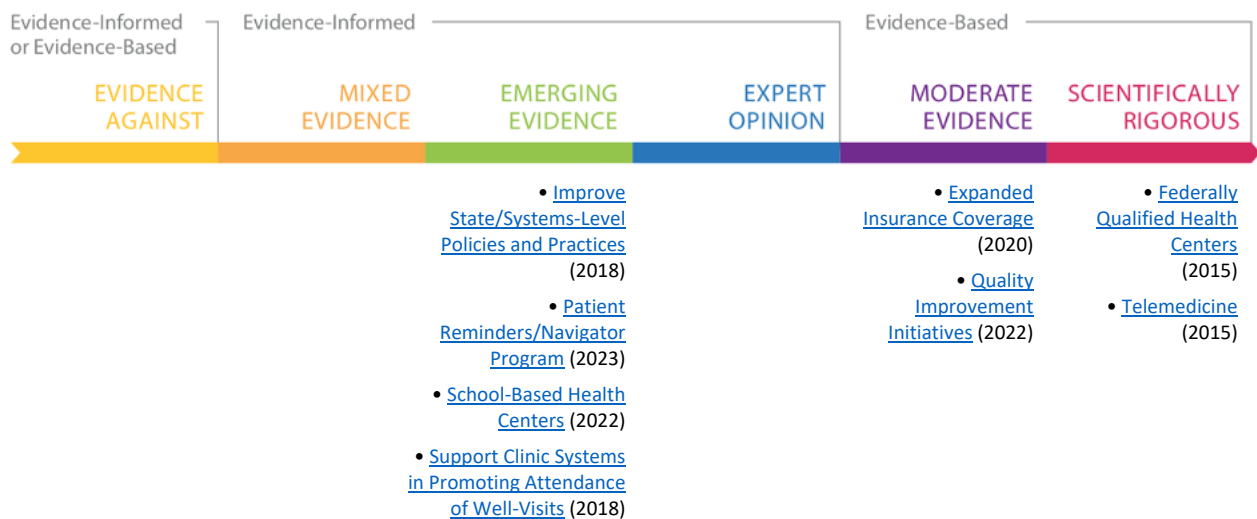 Evidence-Informed
or Evidence-Based
Evidence-Informed
Evidence-Based
EVIDENCE
AGAINST
MIXED
EVIDENCE
EMERGING
EVIDENCE
EXPERT
OPINION
MODERATE
EVIDENCE
SCIENTIFICALLY
RIGOROUS
• Improve
State/Systems-Level
Policies and Practices
(2018)
• Patient
Reminders/Navigator
Program (2023)
• School-Based Health
Centers (2022)
• Support Clinic Systems
in Promoting Attendance
of Well-Visits (2018)
• Expanded
Insurance Coverage
(2020)
• Quality
Improvement
Initiatives (2022)
• Federally
Qualified Health
Centers
(2015)
• Telemedicine
(2015)